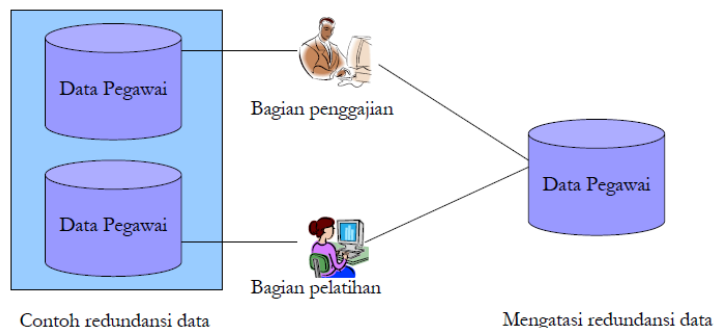 Data Pegawai
Bagian penggajian
Data Pegawai
Data Pegawai
Bagian pelatihan
Contoh redundansi data
Mengatasi redundansi data